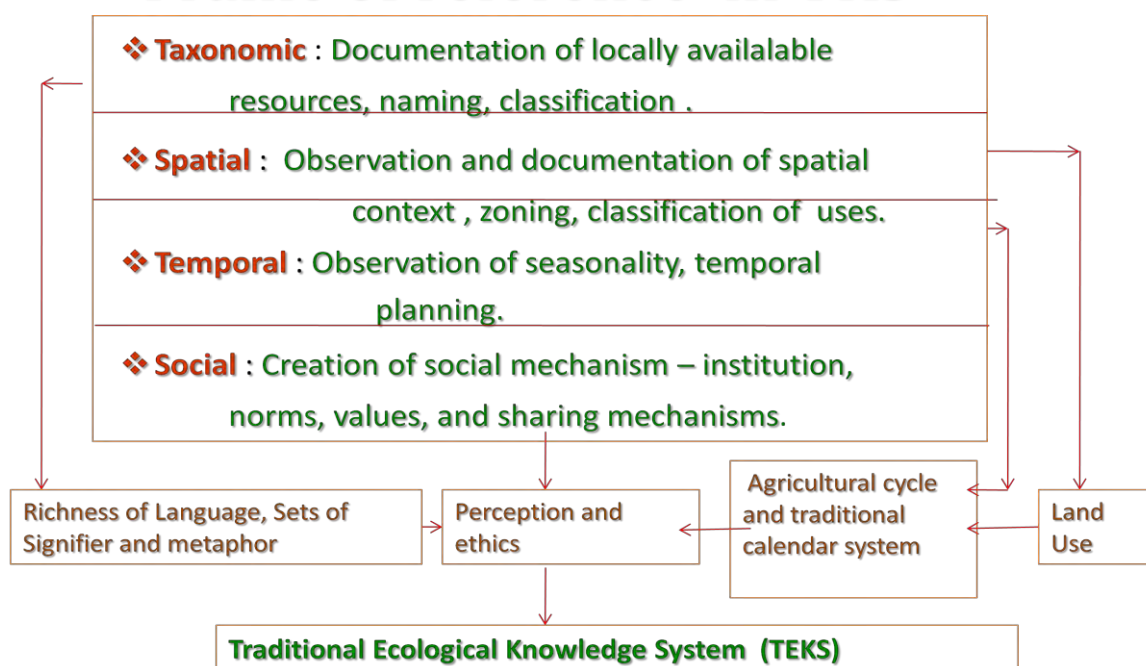 ❖ Taxonomic : Documentation of locally availalable
resources, naming, classification .
❖ Spatial : Observation and documentation of spatial
context , zoning, classification of uses.
❖ Temporal : Observation of seasonality, temporal
planning.
❖ Social : Creation of social mechanism – institution,
norms, values, and sharing mechanisms.
Richness of Language, Sets of
Signifier and metaphor
Perception and
ethics
Agricultural cycle
and traditional
calendar system
Land
Use
Traditional Ecological Knowledge System (TEKS)